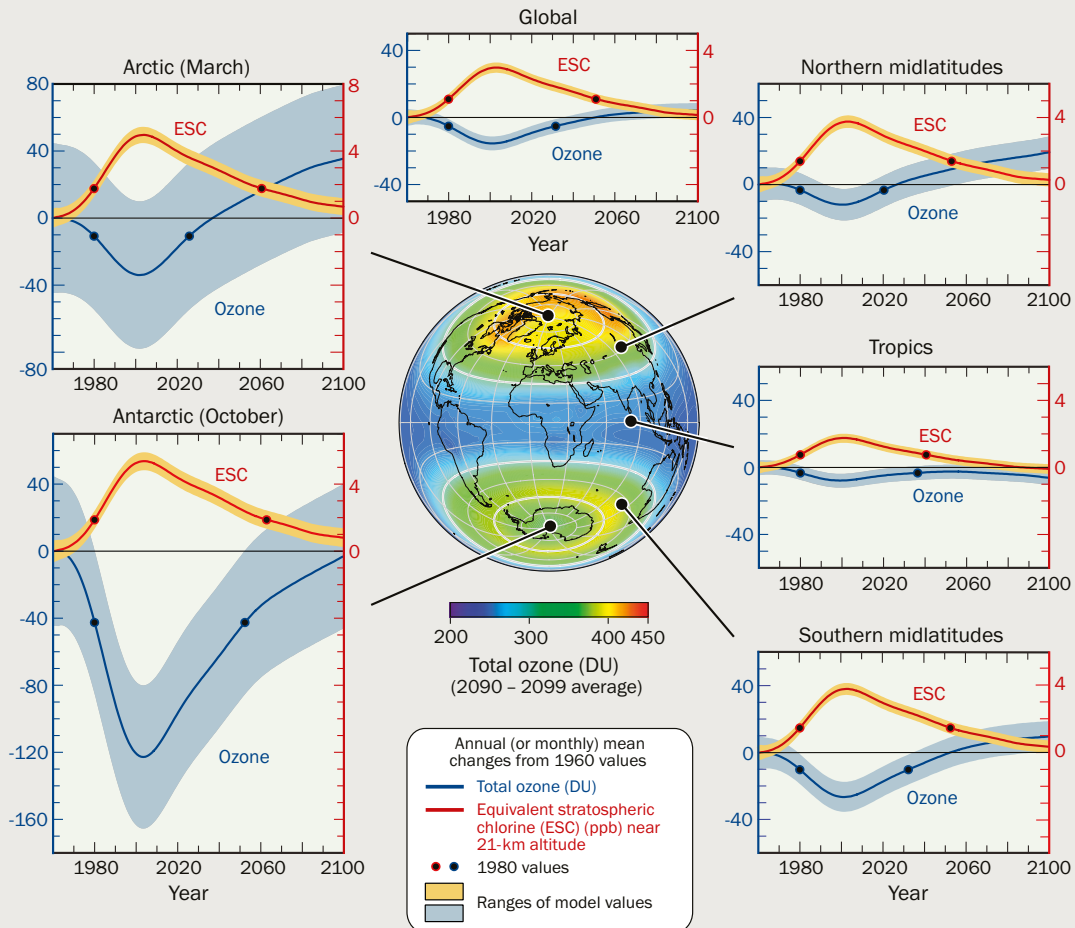 Global
40
0
-40
4
0
ESC
Ozone
1980
2020
2060
2100
Year
Arctic (March)
80
40
0
-40
-80
8
6
4
2
0
ESC
Ozone
1980
2020
2060
2100
Northern midlatitudes
40
0
-40
4
0
ESC
Ozone
1980
2020
2060
2100
Antarctic (October)
40
0
-40
-80
-120
-160
6
4
2
0
ESC
Ozone
1980
2020
2060
2100
Year
Tropics
40
0
-40
4
0
ESC
Ozone
1980
2020
2060
2100
Southern midlatitudes
40
0
-40
4
2
0
ESC
Ozone
1980
2020
2060
2100
Year
200
300
400
450
Total ozone (DU)
(2090 – 2099 average)
Annual (or monthly) mean
changes from 1960 values
Total ozone (DU)
Equivalent stratospheric
chlorine (ESC) (ppb) near
21-km altitude
1980 values
Ranges of model values